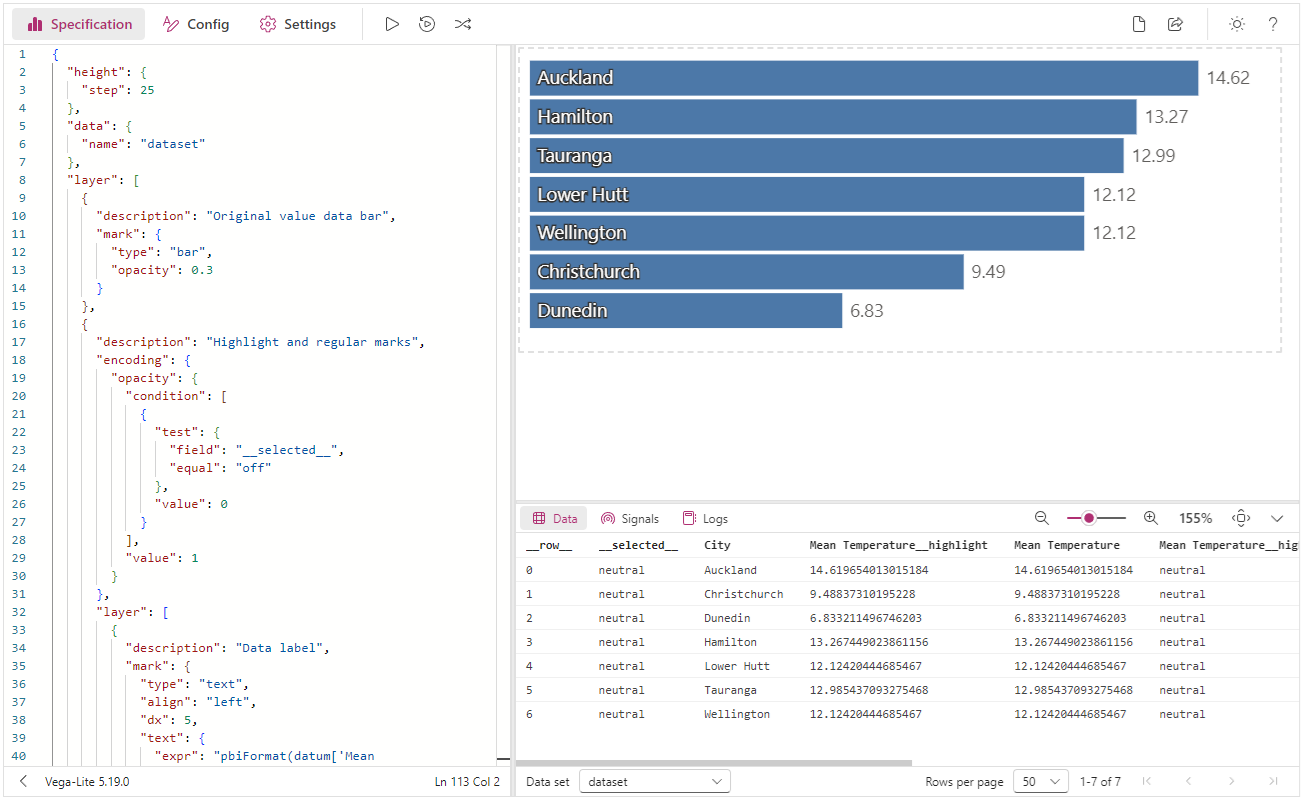 Specification Config Settings
1 {
2 "height": {
3 "step": 25
4 },
5 "data": {
6 "name": "dataset"
7 },
8 "layer": [
9 {
10 "description": "Original value data bar",
11 "mark": {
12 "type": "bar",
13 "opacity": 0.3
14 }
15 },
16 {
17 "description": "Highlight and regular marks",
18 "encoding": {
19 "opacity": {
20 "condition": [
21 {
22 "test": {
23 "field": "__selected__",
24 "equal": "off"
25 },
26 "value": 0
27 }
28 ],
29 "value": 1
30 }
31 },
32 "layer": [
33 {
34 "description": "Data label",
35 "mark": {
36 "type": "text",
37 "align": "left",
38 "dx": 5,
39 "text": {
40 "expr": "pbiFormat(datum['Mean
Vega-Lite 5.19.0 Ln 113 Col 2
Auckland 14.62
Hamilton 13.27
Tauranga 12.99
Lower Hutt 12.12
Wellington 12.12
Christchurch 9.49
Dunedin 6.83
Data Signals Logs 155%
__row__ __selected__ City Mean Temperature__highlight Mean Temperature Mean Temperature__hig
0 neutral Auckland 14.619654013015184 14.619654013015184 neutral
1 neutral Christchurch 9.48837310195228 9.48837310195228 neutral
2 neutral Dunedin 6.833211496746203 6.833211496746203 neutral
3 neutral Hamilton 13.267449023861156 13.267449023861156 neutral
4 neutral Lower Hutt 12.12420444685467 12.12420444685467 neutral
5 neutral Tauranga 12.985437093275468 12.985437093275468 neutral
6 neutral Wellington 12.12420444685467 12.12420444685467 neutral
Data set dataset Rows per page 50 1-7 of 7